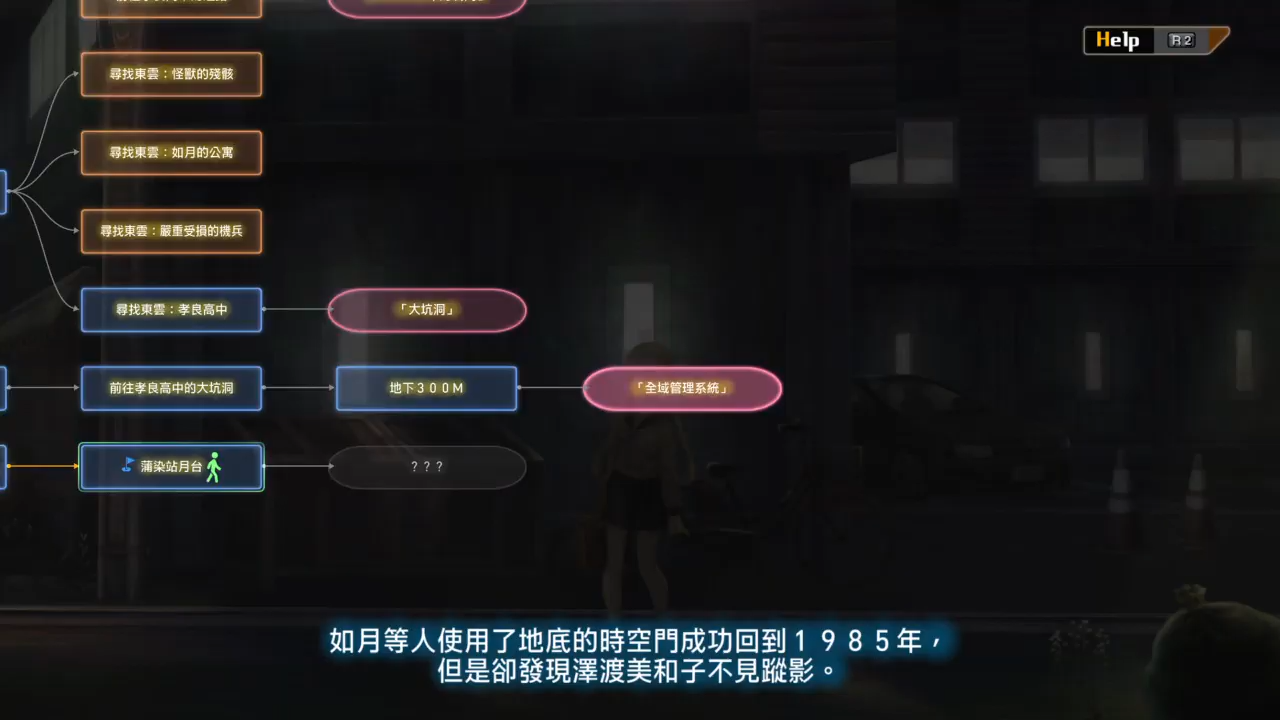 Help R2
尋找東雲：怪獸的殘骸
尋找東雲：如月的公寓
尋找東雲：嚴重受損的機兵
尋找東雲：孝良高中
「大坑洞」
前往孝良高中的大坑洞
地下３００Ｍ
「全域管理系統」
蒲染站月台
？？？
如月等人使用了地底的時空門成功回到１９８５年，
但是卻發現澤渡美和子不見蹤影。